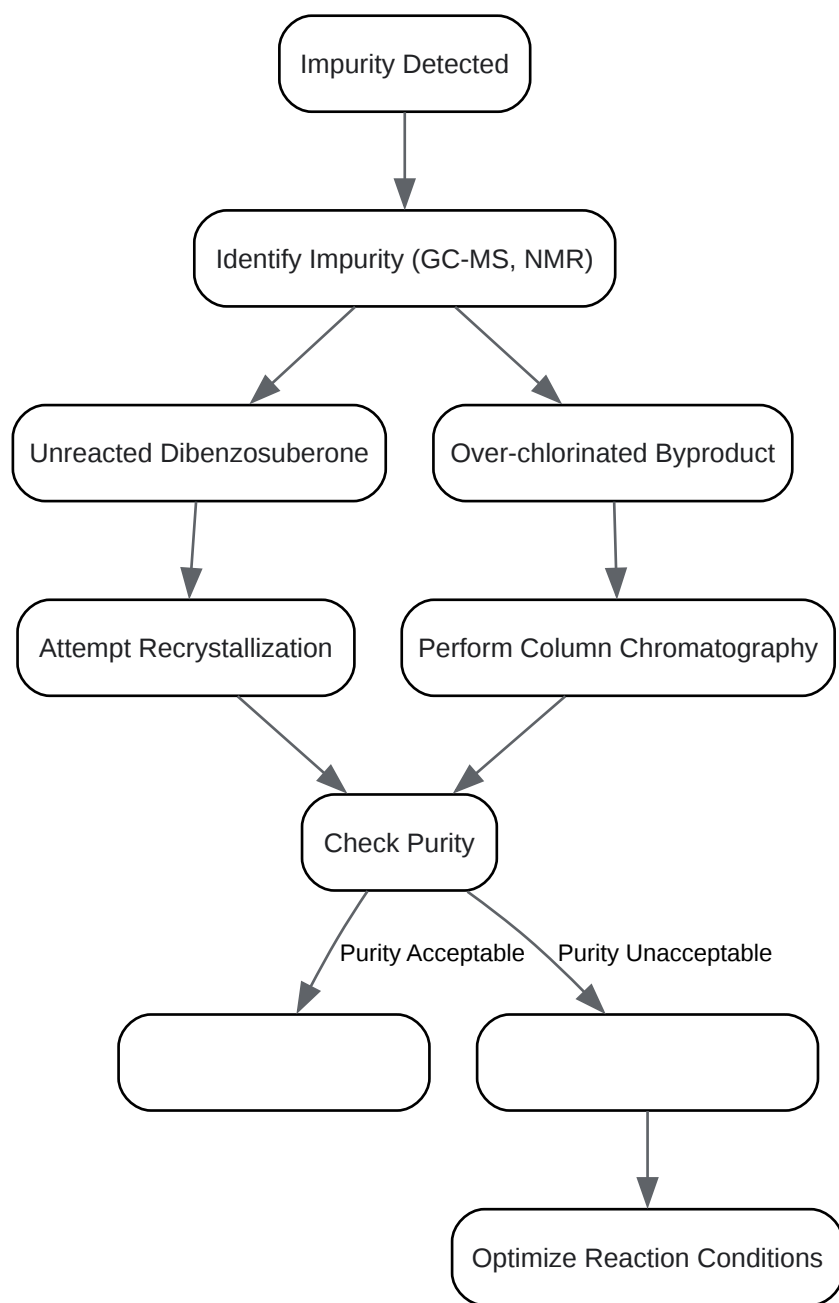 Impurity Detected
Identify Impurity (GC-MS, NMR)
Unreacted Dibenzosuberone
Over-chlorinated Byproduct
Attempt Recrystallization
Perform Column Chromatography
Check Purity
Purity Acceptable
Purity Unacceptable
Optimize Reaction Conditions